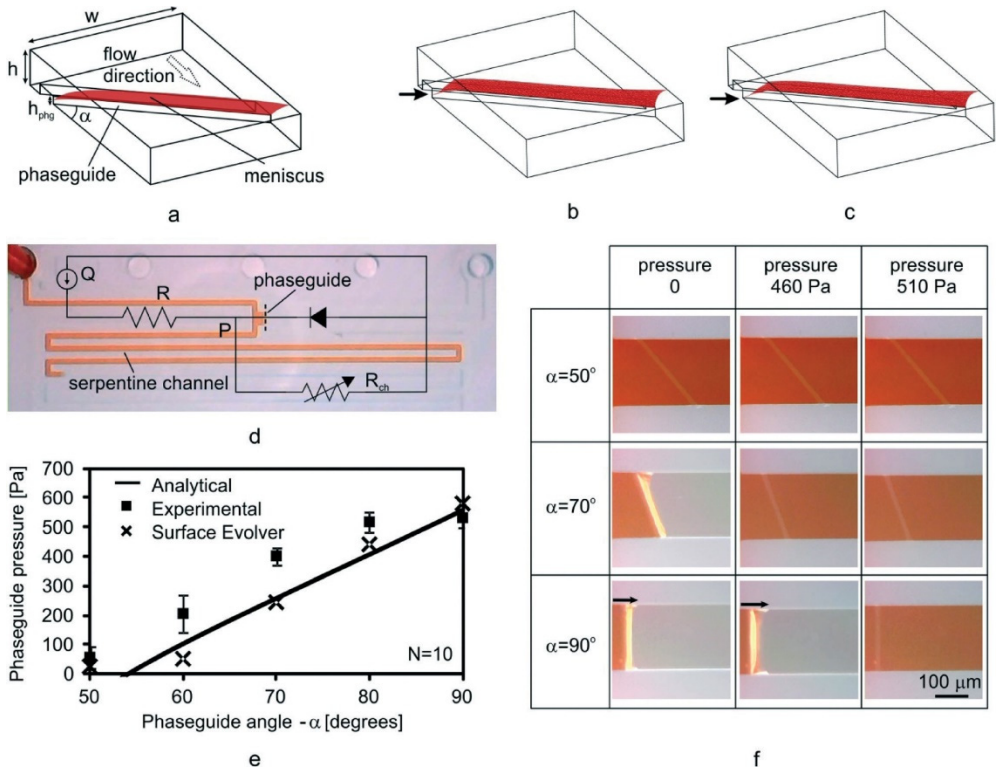 w
h
flow
direction
h phg
α
phaseguide
meniscus
a
b
c
Q
R
phaseguide
P
serpentine channel
R ch
d
Phaseguide pressure [Pa]
700
600
500
400
300
200
100
0
Analytical
Experimental
Surface Evolver
N=10
50
60
70
80
90
Phaseguide angle - α [degrees]
e
pressure
0
pressure
460 Pa
pressure
510 Pa
α=50°
α=70°
α=90°
100 μm
f